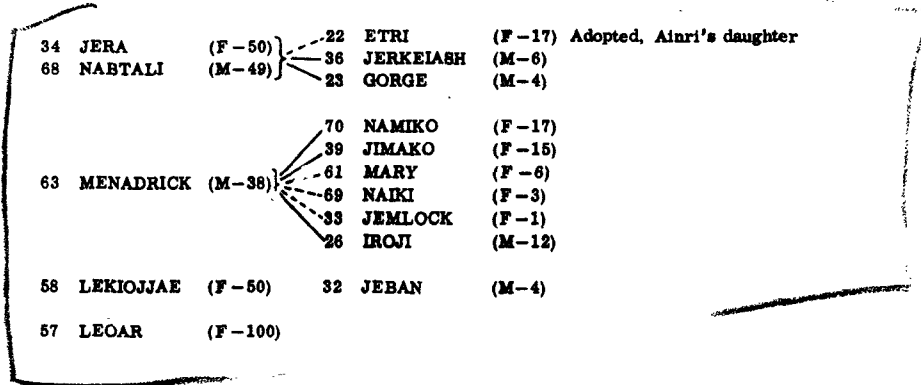 22 ETRI (F-17) Adopted, Ainri's daughter
34 JERA (F-50)
36 JERKEIASH (M-6)
68 NABTALI (M-49)
23 GORGE (M-4)
70 NAMIKO (F-17)
39 JIMAKO (F-15)
61 MARY (F-6)
63 MENADRICK (M-38)
69 NAIKI (F-3)
33 JEMLOCK (F-1)
26 IROJI (M-12)
58 LEKIOJJAE (F-50) 32 JEBAN (M-4)
57 LEOAR (F-100)